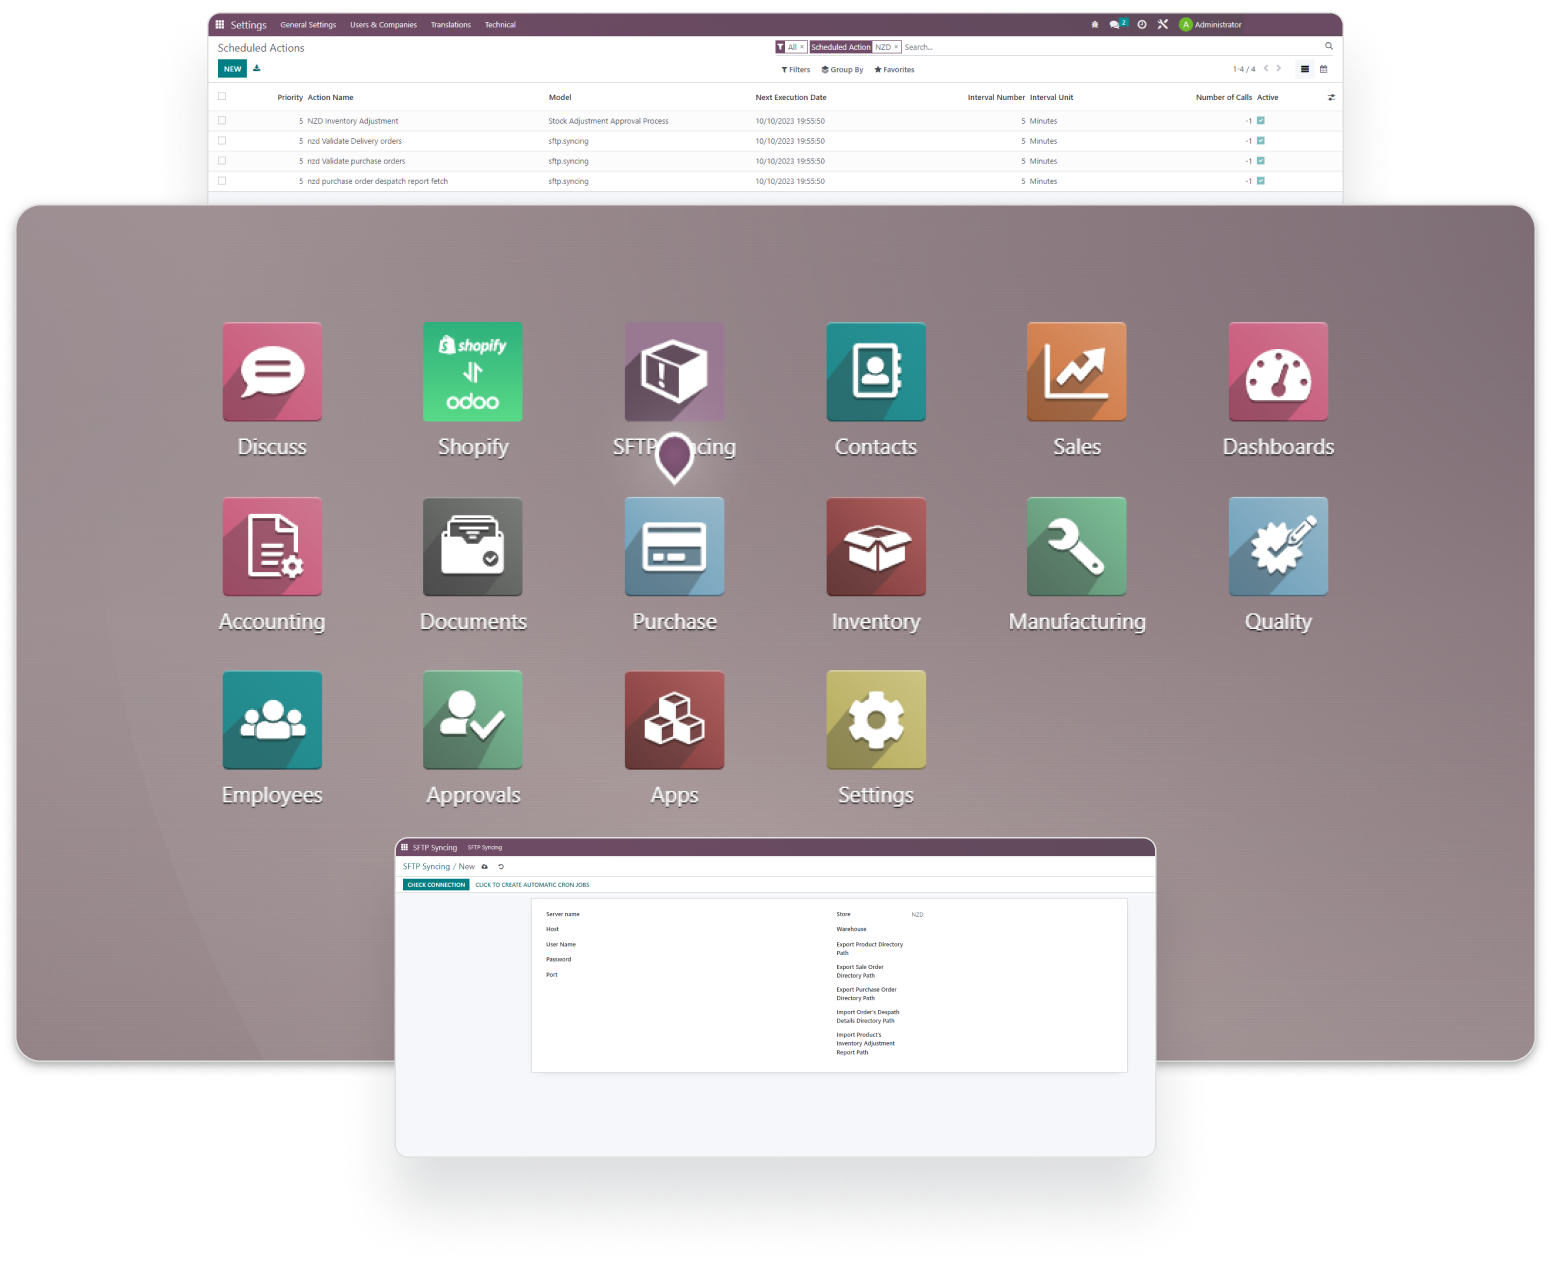 Settings General Settings Users & Companies Translations Technical 2 A Administrator
Scheduled Actions All × Scheduled Action NZD × Search...
NEW Filters Group By Favorites 1-4 / 4
Priority Action Name Model Next Execution Date Interval Number Interval Unit Number of Calls Active
5 NZD Inventory Adjustment Stock Adjustment Approval Process 10/10/2023 19:55:50 5 Minutes -1
5 nzd Validate Delivery orders sftp.syncing 10/10/2023 19:55:50 5 Minutes -1
5 nzd Validate purchase orders sftp.syncing 10/10/2023 19:55:50 5 Minutes -1
5 nzd purchase order despatch report fetch sftp.syncing 10/10/2023 19:55:50 5 Minutes -1
shopify
odoo
Discuss Shopify SFTP ncing Contacts Sales Dashboards
Accounting Documents Purchase Inventory Manufacturing Quality
Employees Approvals Apps Settings
SFTP Syncing SFTP Syncing
SFTP Syncing / New
CHECK CONNECTION CLICK TO CREATE AUTOMATIC CRON JOBS
Server name
Host
User Name
Password
Port
Store NZD
Warehouse
Export Product Directory
Path
Export Sale Order
Directory Path
Export Purchase Order
Directory Path
Import Order's Despath
Details Directory Path
Import Product's
Inventory Adjustment
Report Path